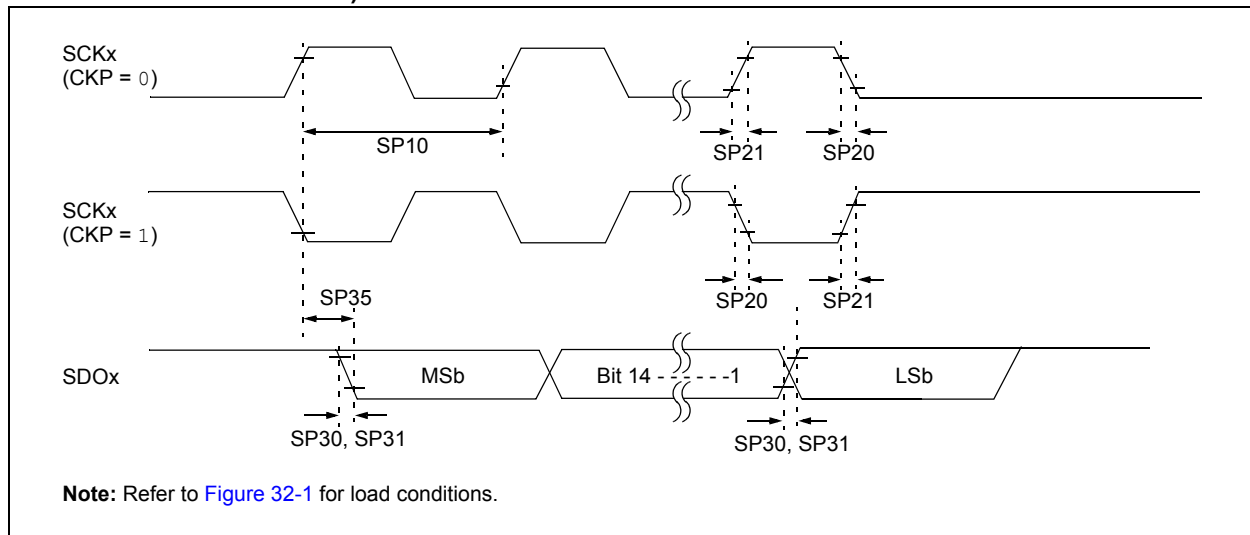 SCKx
(CKP = 0)
SP10
SP21
SP20
SCKx
(CKP = 1)
SP35
SP20
SP21
SDOx
MSb
Bit 14 - - - - - -1
LSb
SP30, SP31
SP30, SP31
Note: Refer to Figure 32-1 for load conditions.